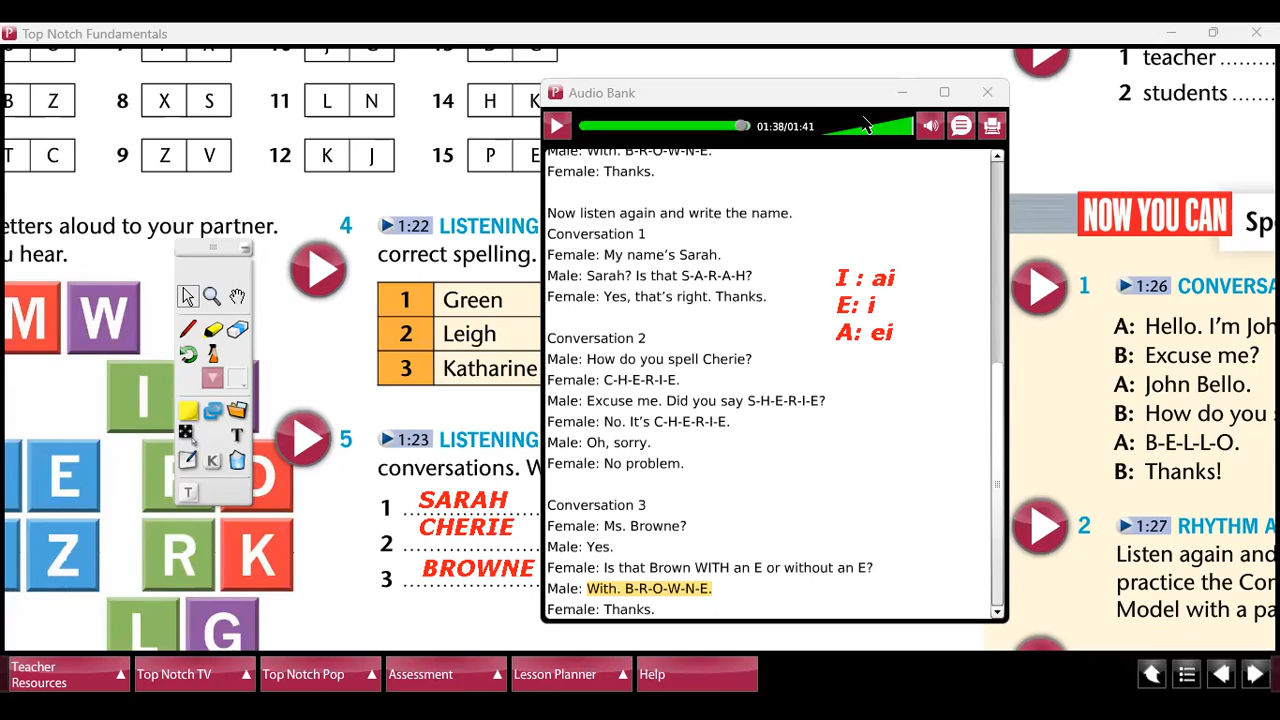 Top Notch Fundamentals
B Z 8 X S 11 L N 14 H K
T C 9 Z V 12 K J 15 P E
etters aloud to your partner.
u hear.
M W
I
E R D
Z R K
L G
T
K
T
4 1:22 LISTENING
correct spelling.
1 Green
2 Leigh
3 Katharine
5 1:23 LISTENING
conversations. W
1 SARAH
2 CHERIE
3 BROWNE
Audio Bank
01:38/01:41
Male: With. B-R-O-W-N-E.
Female: Thanks.
Now listen again and write the name.
Conversation 1
Female: My name's Sarah.
Male: Sarah? Is that S-A-R-A-H?
Female: Yes, that's right. Thanks.
Conversation 2
Male: How do you spell Cherie?
Female: C-H-E-R-I-E.
Male: Excuse me. Did you say S-H-E-R-I-E?
Female: No. It's C-H-E-R-I-E.
Male: Oh, sorry.
Female: No problem.
Conversation 3
Female: Ms. Browne?
Male: Yes.
Female: Is that Brown WITH an E or without an E?
Male: With. B-R-O-W-N-E.
Female: Thanks.
I : ai
E: i
A: ei
1 teacher
2 students
NOW YOU CAN Sp
1 1:26 CONVERSA
A: Hello. I'm Joh
B: Excuse me?
A: John Bello.
B: How do you s
A: B-E-L-L-O.
B: Thanks!
2 1:27 RHYTHM A
Listen again and
practice the Con
Model with a pa
Teacher
Resources
Top Notch TV
Top Notch Pop
Assessment
Lesson Planner
Help